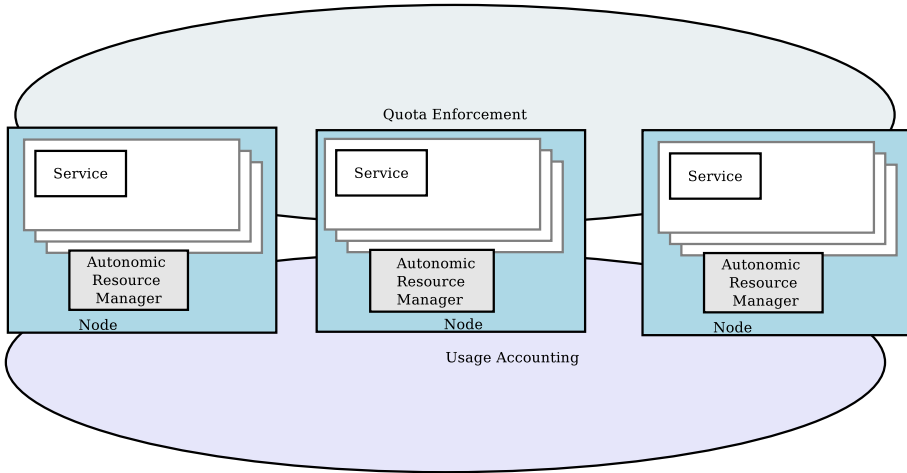 Quota Enforcement
Service
Service
Service
Autonomic
Resource
Manager
Autonomic
Resource
Manager
Autonomic
Resource
Manager
Node
Node
Node
Usage Accounting